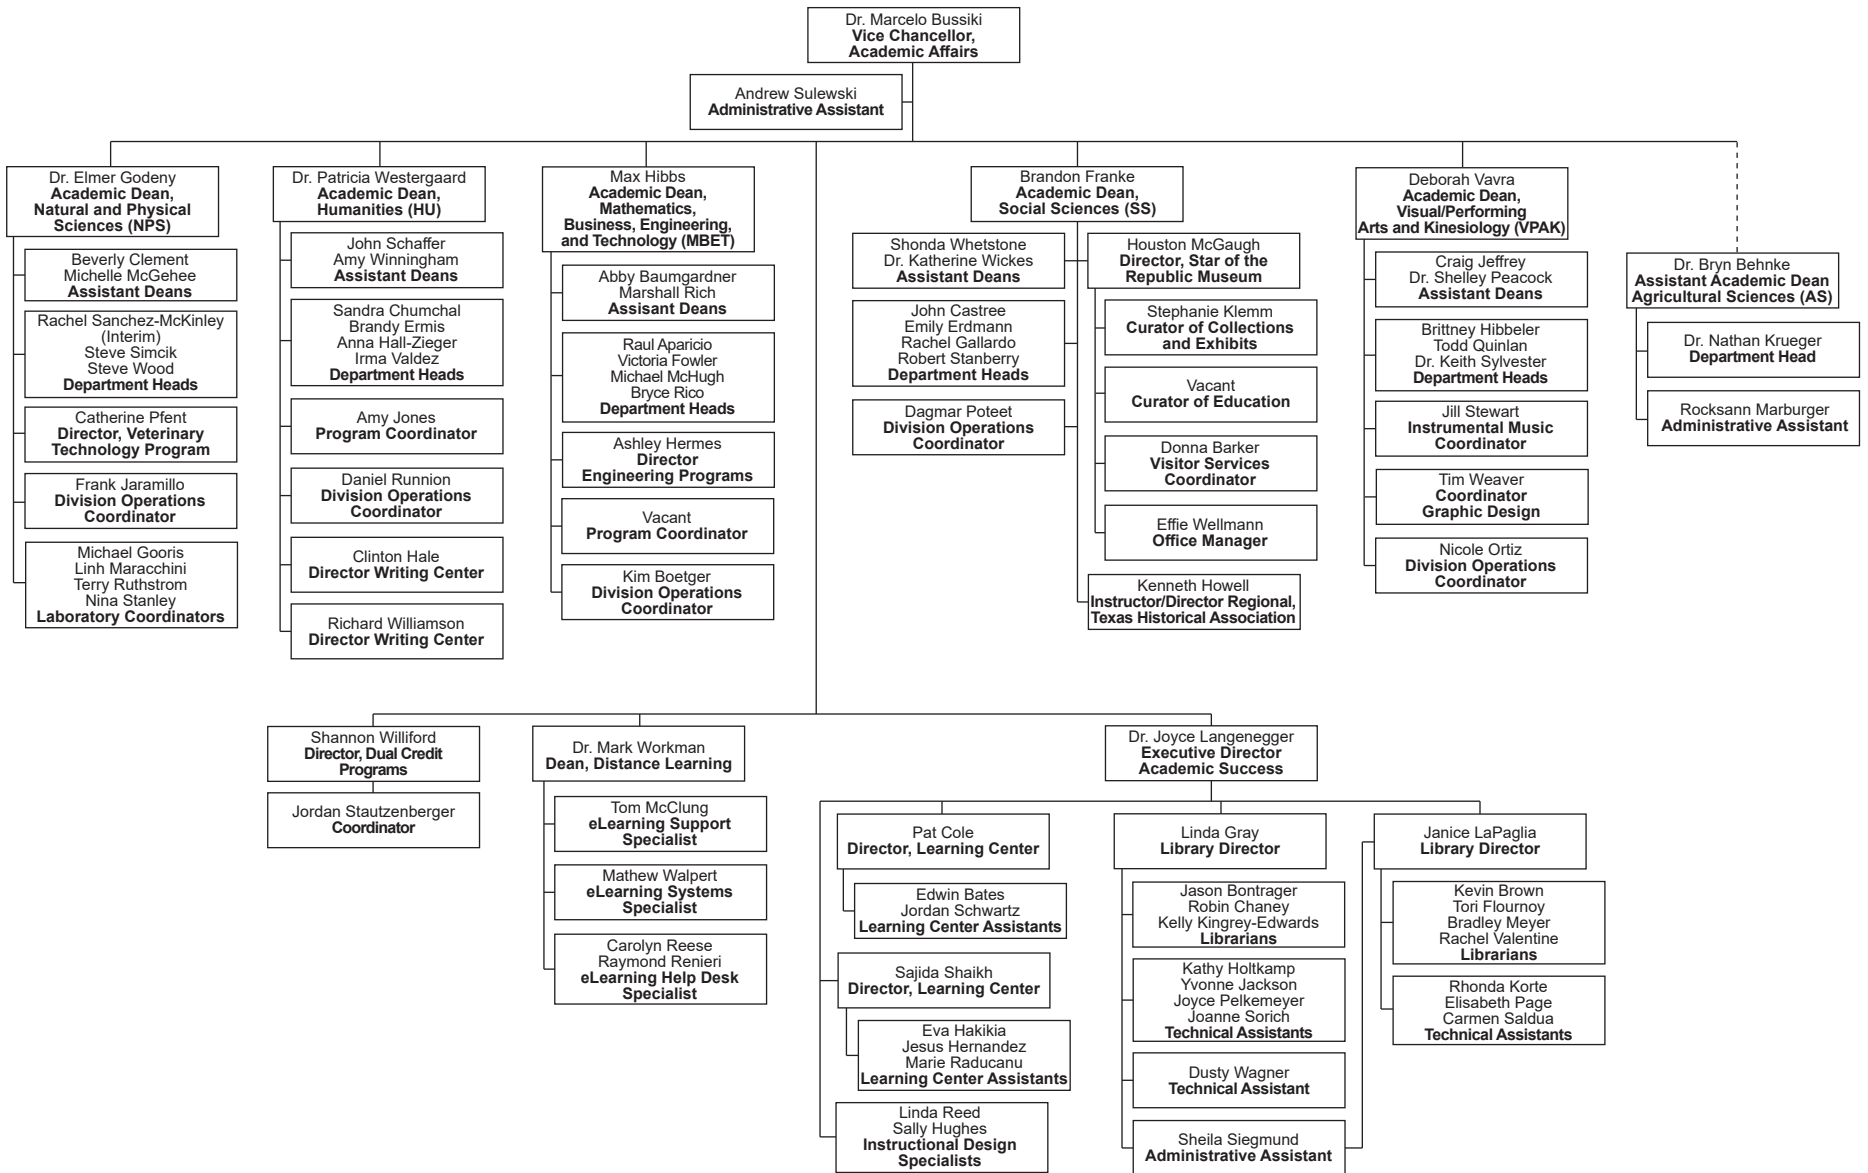 Dr. Marcelo Bussiki
Vice Chancellor,
Academic Affairs
Andrew Sulewski
Administrative Assistant
Dr. Elmer Godeny
Academic Dean,
Natural and Physical
Sciences (NPS)
Beverly Clement
Michelle McGehee
Assistant Deans
Rachel Sanchez-McKinley
(Interim)
Steve Simcik
Steve Wood
Department Heads
Catherine Pfent
Director, Veterinary
Technology Program
Frank Jaramillo
Division Operations
Coordinator
Michael Gooris
Linh Maracchini
Terry Ruthstrom
Nina Stanley
Laboratory Coordinators
Dr. Patricia Westergaard
Academic Dean,
Humanities (HU)
John Schaffer
Amy Winningham
Assistant Deans
Sandra Chumchal
Brandy Ermis
Anna Hall-Zieger
Irma Valdez
Department Heads
Amy Jones
Program Coordinator
Daniel Runnion
Division Operations
Coordinator
Clinton Hale
Director Writing Center
Richard Williamson
Director Writing Center
Max Hibbs
Academic Dean,
Mathematics,
Business, Engineering,
and Technology (MBET)
Abby Baumgardner
Marshall Rich
Assisant Deans
Raul Aparicio
Victoria Fowler
Michael McHugh
Bryce Rico
Department Heads
Ashley Hermes
Director
Engineering Programs
Vacant
Program Coordinator
Kim Boetger
Division Operations
Coordinator
Brandon Franke
Academic Dean,
Social Sciences (SS)
Shonda Whetstone
Dr. Katherine Wickes
Assistant Deans
John Castree
Emily Erdmann
Rachel Gallardo
Robert Stanberry
Department Heads
Dagmar Poteet
Division Operations
Coordinator
Houston McGaugh
Director, Star of the
Republic Museum
Stephanie Klemm
Curator of Collections
and Exhibits
Vacant
Curator of Education
Donna Barker
Visitor Services
Coordinator
Effie Wellmann
Office Manager
Kenneth Howell
Instructor/Director Regional,
Texas Historical Association
Deborah Vavra
Academic Dean,
Visual/Performing
Arts and Kinesiology (VPAK)
Craig Jeffrey
Dr. Shelley Peacock
Assistant Deans
Brittney Hibbeler
Todd Quinlan
Dr. Keith Sylvester
Department Heads
Jill Stewart
Instrumental Music
Coordinator
Tim Weaver
Coordinator
Graphic Design
Nicole Ortiz
Division Operations
Coordinator
Dr. Bryn Behnke
Assistant Academic Dean
Agricultural Sciences (AS)
Dr. Nathan Krueger
Department Head
Rocksann Marburger
Administrative Assistant
Shannon Williford
Director, Dual Credit
Programs
Jordan Stautzenberger
Coordinator
Dr. Mark Workman
Dean, Distance Learning
Tom McClung
eLearning Support
Specialist
Mathew Walpert
eLearning Systems
Specialist
Carolyn Reese
Raymond Renieri
eLearning Help Desk
Specialist
Dr. Joyce Langenegger
Executive Director
Academic Success
Pat Cole
Director, Learning Center
Edwin Bates
Jordan Schwartz
Learning Center Assistants
Sajida Shaikh
Director, Learning Center
Eva Hakikia
Jesus Hernandez
Marie Raducanu
Learning Center Assistants
Linda Reed
Sally Hughes
Instructional Design
Specialists
Linda Gray
Library Director
Jason Bontrager
Robin Chaney
Kelly Kingrey-Edwards
Librarians
Kathy Holtkamp
Yvonne Jackson
Joyce Pelkemeyer
Joanne Sorich
Technical Assistants
Dusty Wagner
Technical Assistant
Sheila Siegmund
Administrative Assistant
Janice LaPaglia
Library Director
Kevin Brown
Tori Flournoy
Bradley Meyer
Rachel Valentine
Librarians
Rhonda Korte
Elisabeth Page
Carmen Saldua
Technical Assistants